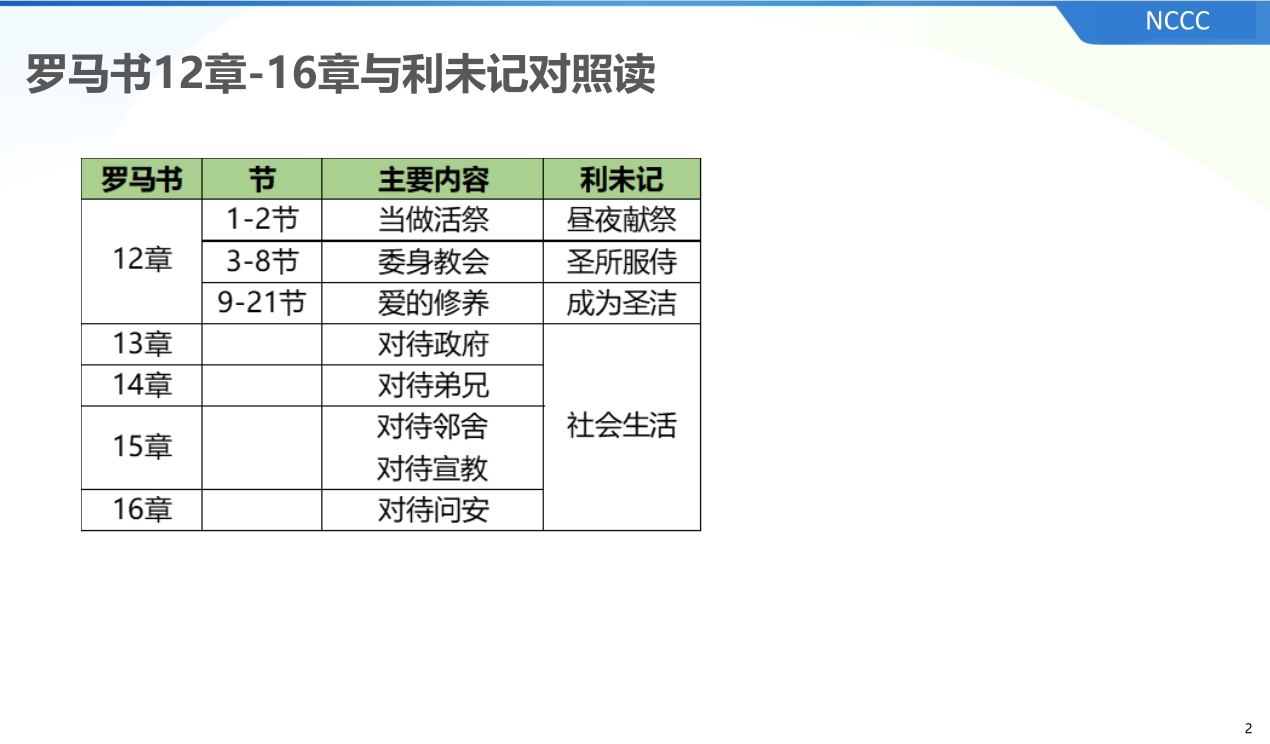 NCCC
罗马书12章-16章与利未记对照读
罗马书 节 主要内容 利未记
12章 1-2节 当做活祭 昼夜献祭
3-8节 委身教会 圣所服侍
9-21节 爱的修养 成为圣洁
13章 对待政府 社会生活
14章 对待弟兄
15章 对待邻舍
对待宣教
16章 对待问安
2